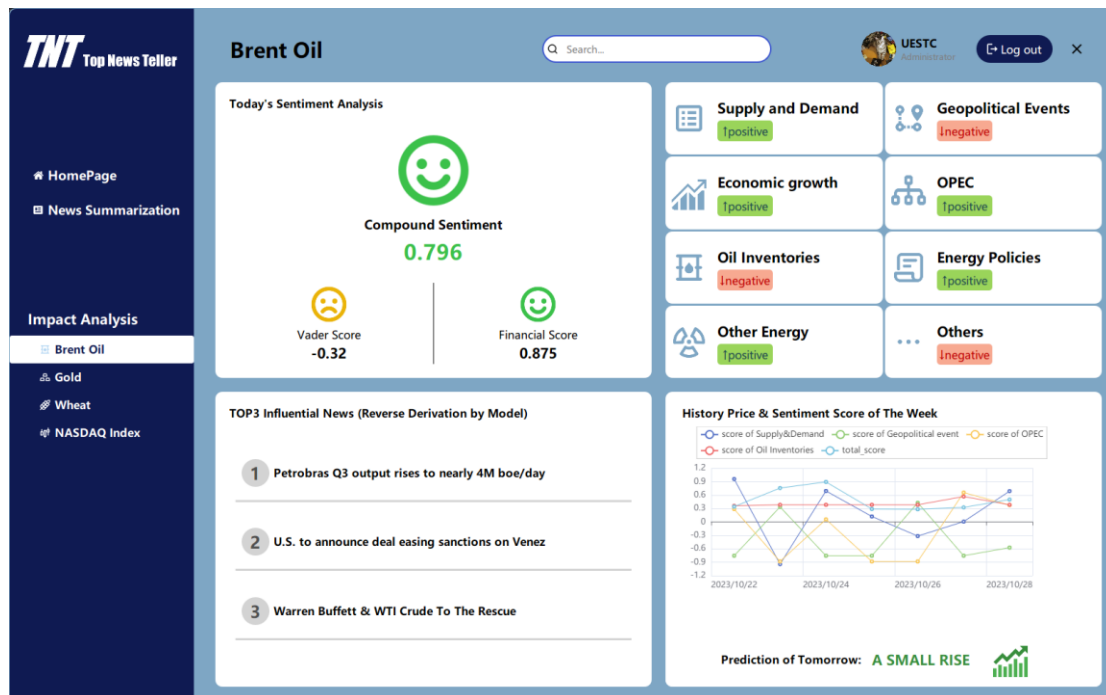 TNT Top News Teller
HomePage
News Summarization
Impact Analysis
Brent Oil
Gold
Wheat
NASDAQ Index
Brent Oil
Search...
UESTC
Administrator
Log out
Today's Sentiment Analysis
Compound Sentiment
0.796
Vader Score
-0.32
Financial Score
0.875
Supply and Demand
↑positive
Geopolitical Events
↓negative
Economic growth
↑positive
OPEC
↑positive
Oil Inventories
↓negative
Energy Policies
↑positive
Other Energy
↑positive
Others
↓negative
TOP3 Influential News (Reverse Derivation by Model)
1 Petrobras Q3 output rises to nearly 4M boe/day
2 U.S. to announce deal easing sanctions on Venez
3 Warren Buffett & WTI Crude To The Rescue
History Price & Sentiment Score of The Week
score of Supply&Demand score of Geopolitical event score of OPEC
score of Oil Inventories total_score
1.2
0.9
0.6
0.3
0
-0.3
-0.6
-0.9
-1.2
2023/10/22 2023/10/24 2023/10/26 2023/10/28
Prediction of Tomorrow: A SMALL RISE